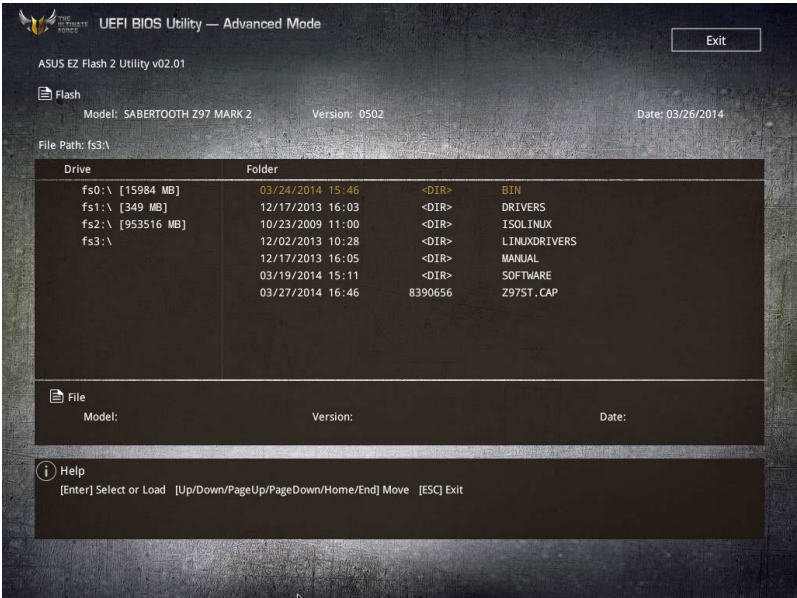 THE ULTIMATE FORCE
UEFI BIOS Utility — Advanced Mode
Exit
ASUS EZ Flash 2 Utility v02.01
Flash
Model: SABERTOOTH Z97 MARK 2 Version: 0502 Date: 03/26/2014
File Path: fs3:\
Drive Folder
fs0:\ [15984 MB] 03/24/2014 15:46 <DIR> BIN
fs1:\ [349 MB] 12/17/2013 16:03 <DIR> DRIVERS
fs2:\ [953516 MB] 10/23/2009 11:00 <DIR> ISOLINUX
fs3:\ 12/02/2013 10:28 <DIR> LINUXDRIVERS
12/17/2013 16:05 <DIR> MANUAL
03/19/2014 15:11 <DIR> SOFTWARE
03/27/2014 16:46 8390656 Z97ST.CAP
File
Model: Version: Date:
Help
[Enter] Select or Load [Up/Down/PageUp/PageDown/Home/End] Move [ESC] Exit